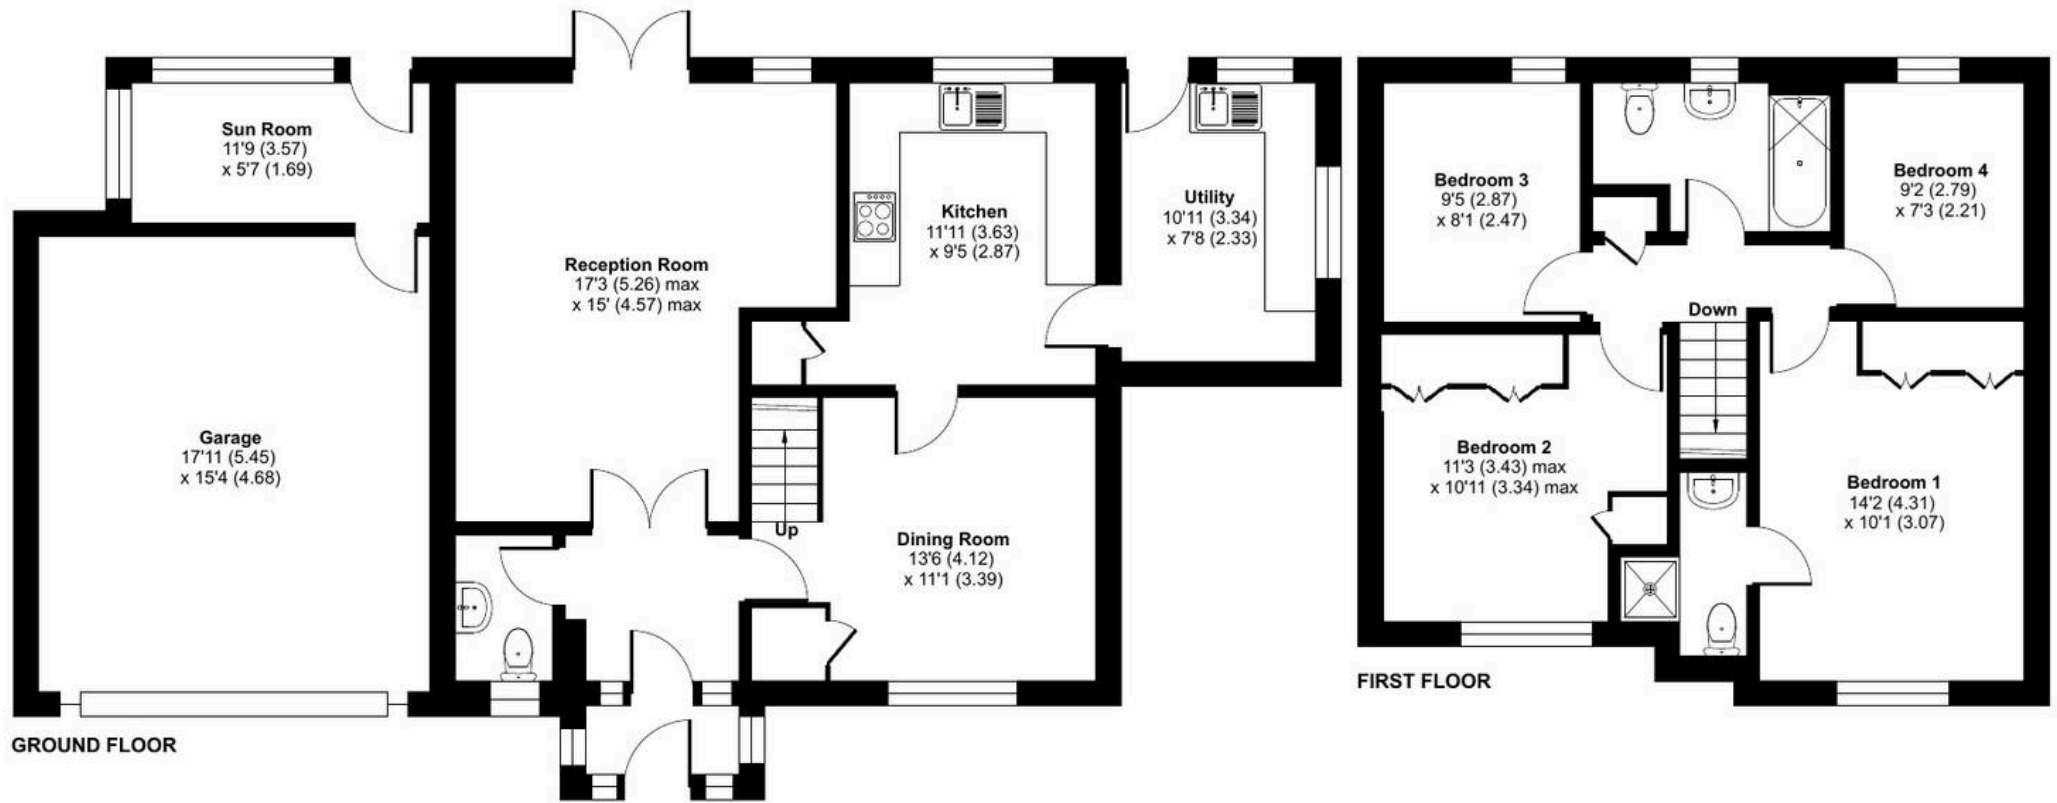 Sun Room
11'9 (3.57)
x 5'7 (1.69)
Garage
17'11 (5.45)
x 15'4 (4.68)
Reception Room
17'3 (5.26) max
x 15' (4.57) max
Kitchen
11'11 (3.63)
x 9'5 (2.87)
Utility
10'11 (3.34)
x 7'8 (2.33)
Up
Dining Room
13'6 (4.12)
x 11'1 (3.39)
GROUND FLOOR
Bedroom 3
9'5 (2.87)
x 8'1 (2.47)
Bedroom 4
9'2 (2.79)
x 7'3 (2.21)
Down
Bedroom 2
11'3 (3.43) max
x 10'11 (3.34) max
Bedroom 1
14'2 (4.31)
x 10'1 (3.07)
FIRST FLOOR